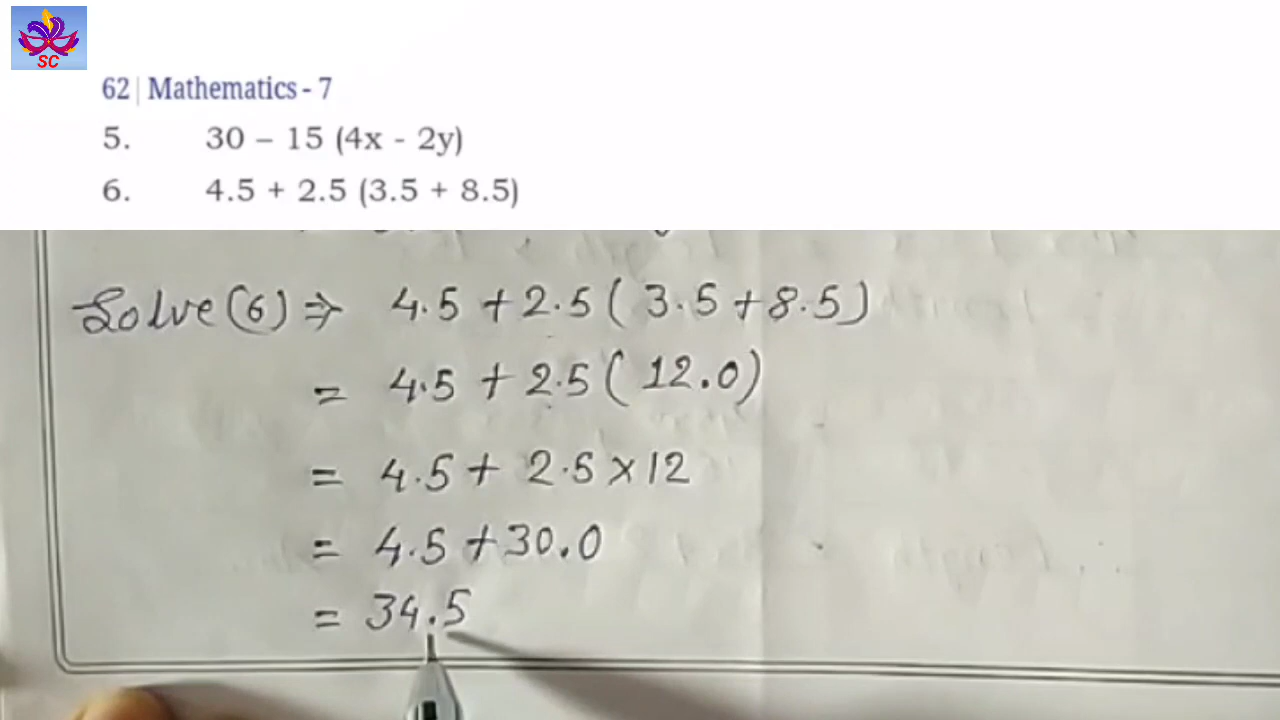 SC
62 | Mathematics - 7
5. 30 – 15 (4x - 2y)
6. 4.5 + 2.5 (3.5 + 8.5)
Solve (6) ⇒ 4.5 + 2.5 ( 3.5 + 8.5 )
= 4.5 + 2.5 ( 12.0 )
= 4.5 + 2.5 × 12
= 4.5 + 30.0
= 34.5